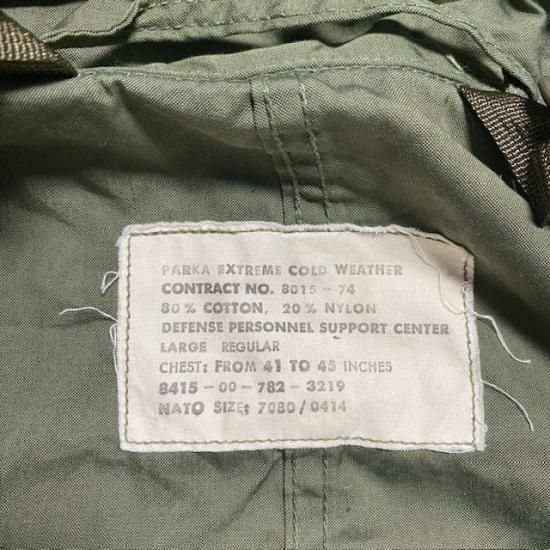 PARKA EXTREME COLD WEATHER
CONTRACT NO. 8015-74
80% COTTON, 20% NYLON
DEFENSE PERSONNEL SUPPORT CENTER
LARGE REGULAR
CHEST: FROM 41 TO 45 INCHES
8415-00-782-3219
NATO SIZE: 7080/0414